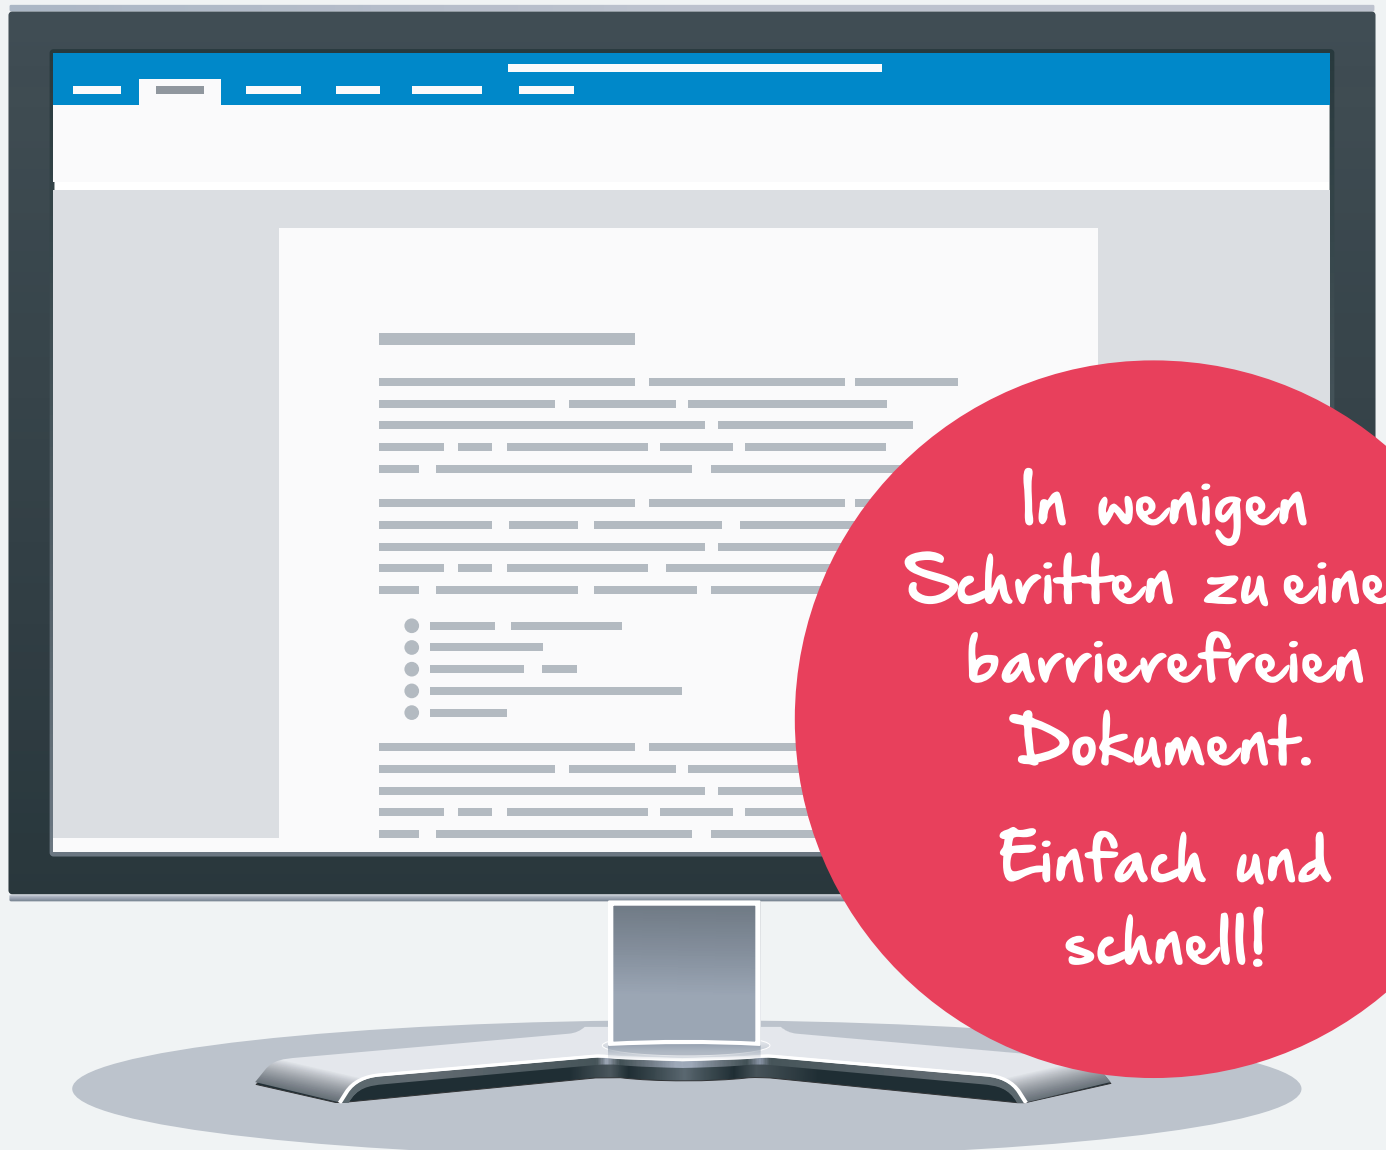 In wenigen
Schritten zu eine
barrierefreien
Dokument.
Einfach und
schnell!